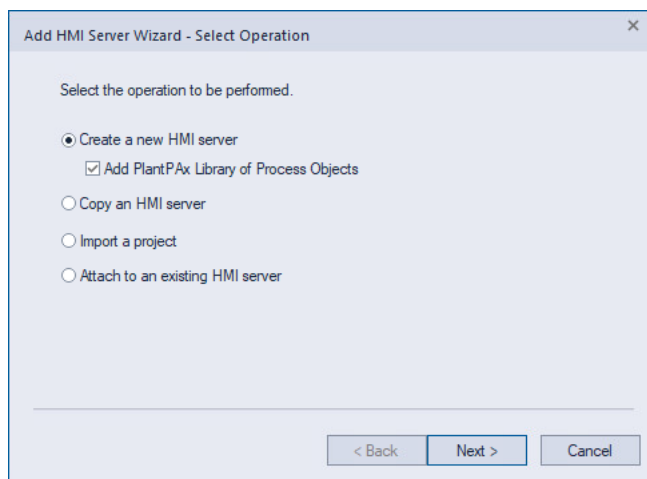 Add HMI Server Wizard - Select Operation
Select the operation to be performed.
Create a new HMI server
Add PlantPAx Library of Process Objects
Copy an HMI server
Import a project
Attach to an existing HMI server
< Back Next > Cancel